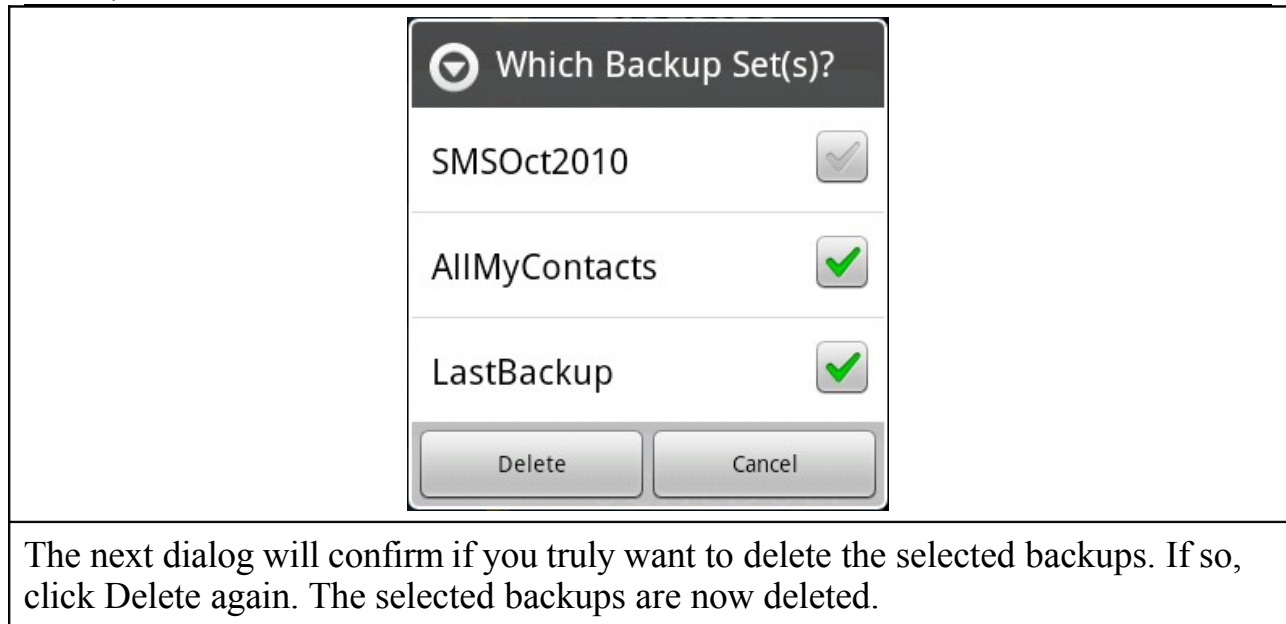 Which Backup Set(s)?
SMSOct2010
AllMyContacts
LastBackup
Delete Cancel
The next dialog will confirm if you truly want to delete the selected backups. If so,
click Delete again. The selected backups are now deleted.